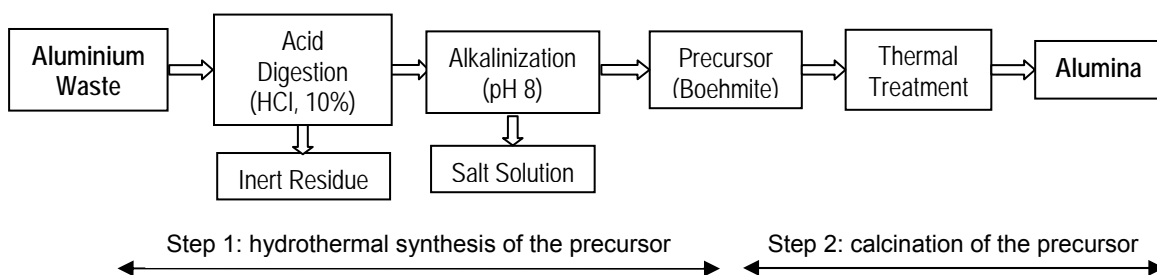 Aluminium
Waste
Acid
Digestion
(HCl, 10%)
Alkalinization
(pH 8)
Precursor
(Boehmite)
Thermal
Treatment
Alumina
Inert Residue
Salt Solution
Step 1: hydrothermal synthesis of the precursor
Step 2: calcination of the precursor